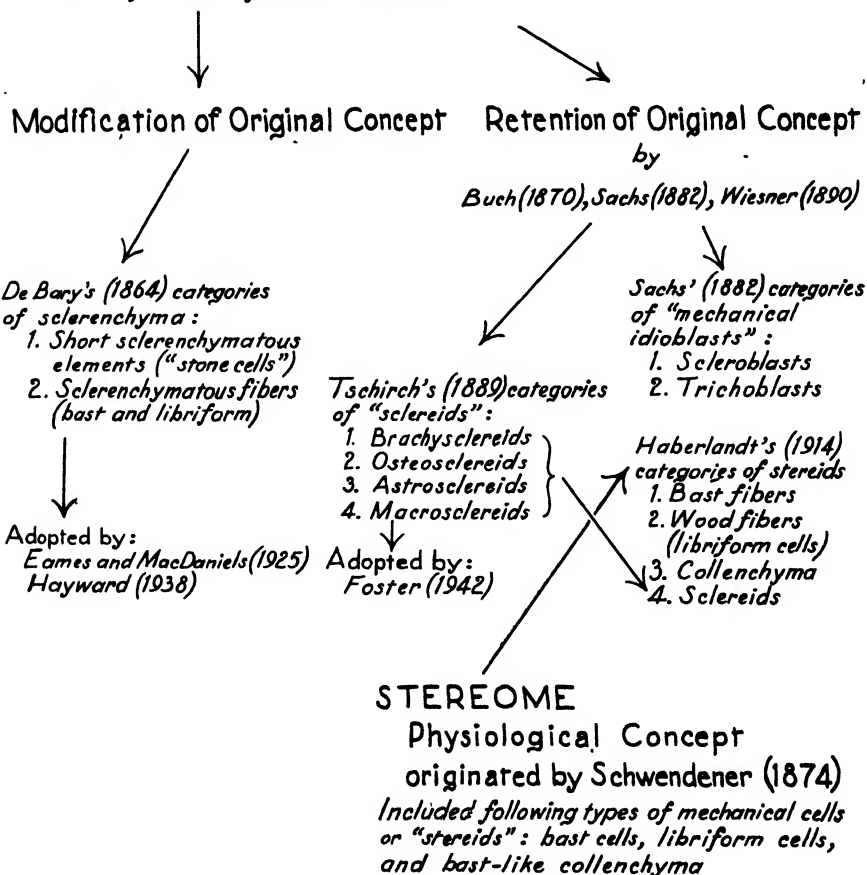 Modification of Original Concept
Retention of Original Concept
by
Buch (1870), Sachs (1882), Wiesner (1890)
De Bary's (1864) categories
of sclerenchyma:
1. Short sclerenchymatous
elements ("stone cells")
2. Sclerenchymatous fibers
(bast and libriform)
Adopted by:
Eames and MacDaniels (1925)
Hayward (1938)
Tschirch's (1889) categories
of "sclereids":
1. Brachysclereids
2. Osteosclereids
3. Astrosclereids
4. Macrosclereids
Adopted by:
Foster (1942)
Sachs' (1882) categories
of "mechanical
idioblasts":
1. Scleroblasts
2. Trichoblasts
Haberlandt's (1914)
categories of stereids
1. Bast fibers
2. Wood fibers
(libriform cells)
3. Collenchyma
4. Sclereids
STEREOME
Physiological Concept
originated by Schwendener (1874)
Included following types of mechanical cells
or "stereids": bast cells, libriform cells,
and bast-like collenchyma